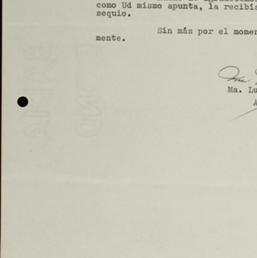 como Ud mismo apunta, la recibi
sequio.
Sin más por el momen
mente.
Ma. Lu
A